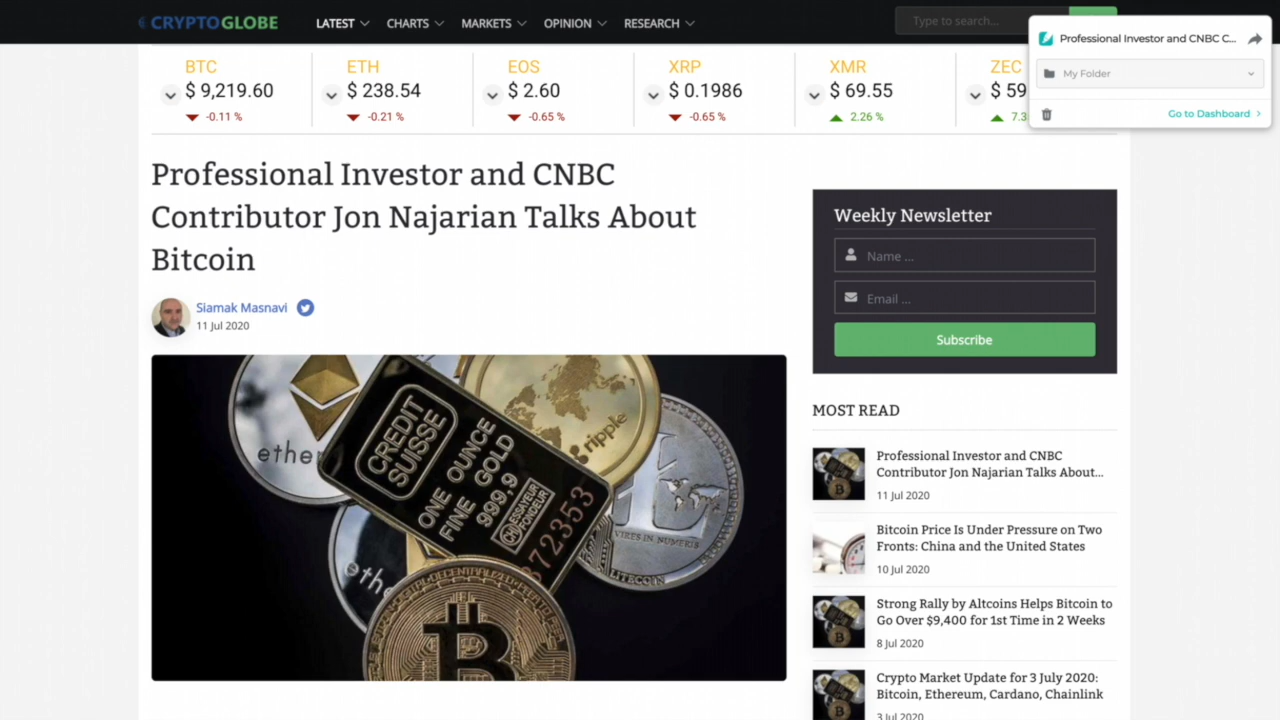 CRYPTOGLOBE
LATEST
CHARTS
MARKETS
OPINION
RESEARCH
Type to search...
Professional Investor and CNBC C...
My Folder
Go to Dashboard
BTC
$ 9,219.60
-0.11 %
ETH
$ 238.54
-0.21 %
EOS
$ 2.60
-0.65 %
XRP
$ 0.1986
-0.65 %
XMR
$ 69.55
2.26 %
ZEC
$ 59
7.3
Professional Investor and CNBC
Contributor Jon Najarian Talks About
Bitcoin
Siamak Masnavi
11 Jul 2020
CREDIT
SUISSE
ONE OUNCE
FINE GOLD
999,9
ESSAYEUR
FONDEUR
872353
ripple
VIRES IN NUMERIS
LITECOIN
Weekly Newsletter
Name ...
Email ...
Subscribe
MOST READ
Professional Investor and CNBC
Contributor Jon Najarian Talks About...
11 Jul 2020
Bitcoin Price Is Under Pressure on Two
Fronts: China and the United States
10 Jul 2020
Strong Rally by Altcoins Helps Bitcoin to
Go Over $9,400 for 1st Time in 2 Weeks
8 Jul 2020
Crypto Market Update for 3 July 2020:
Bitcoin, Ethereum, Cardano, Chainlink
3 Jul 2020